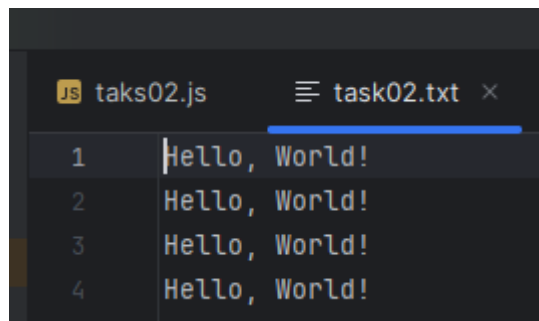 JS taks02.js task02.txt
1 Hello, World!
2 Hello, World!
3 Hello, World!
4 Hello, World!